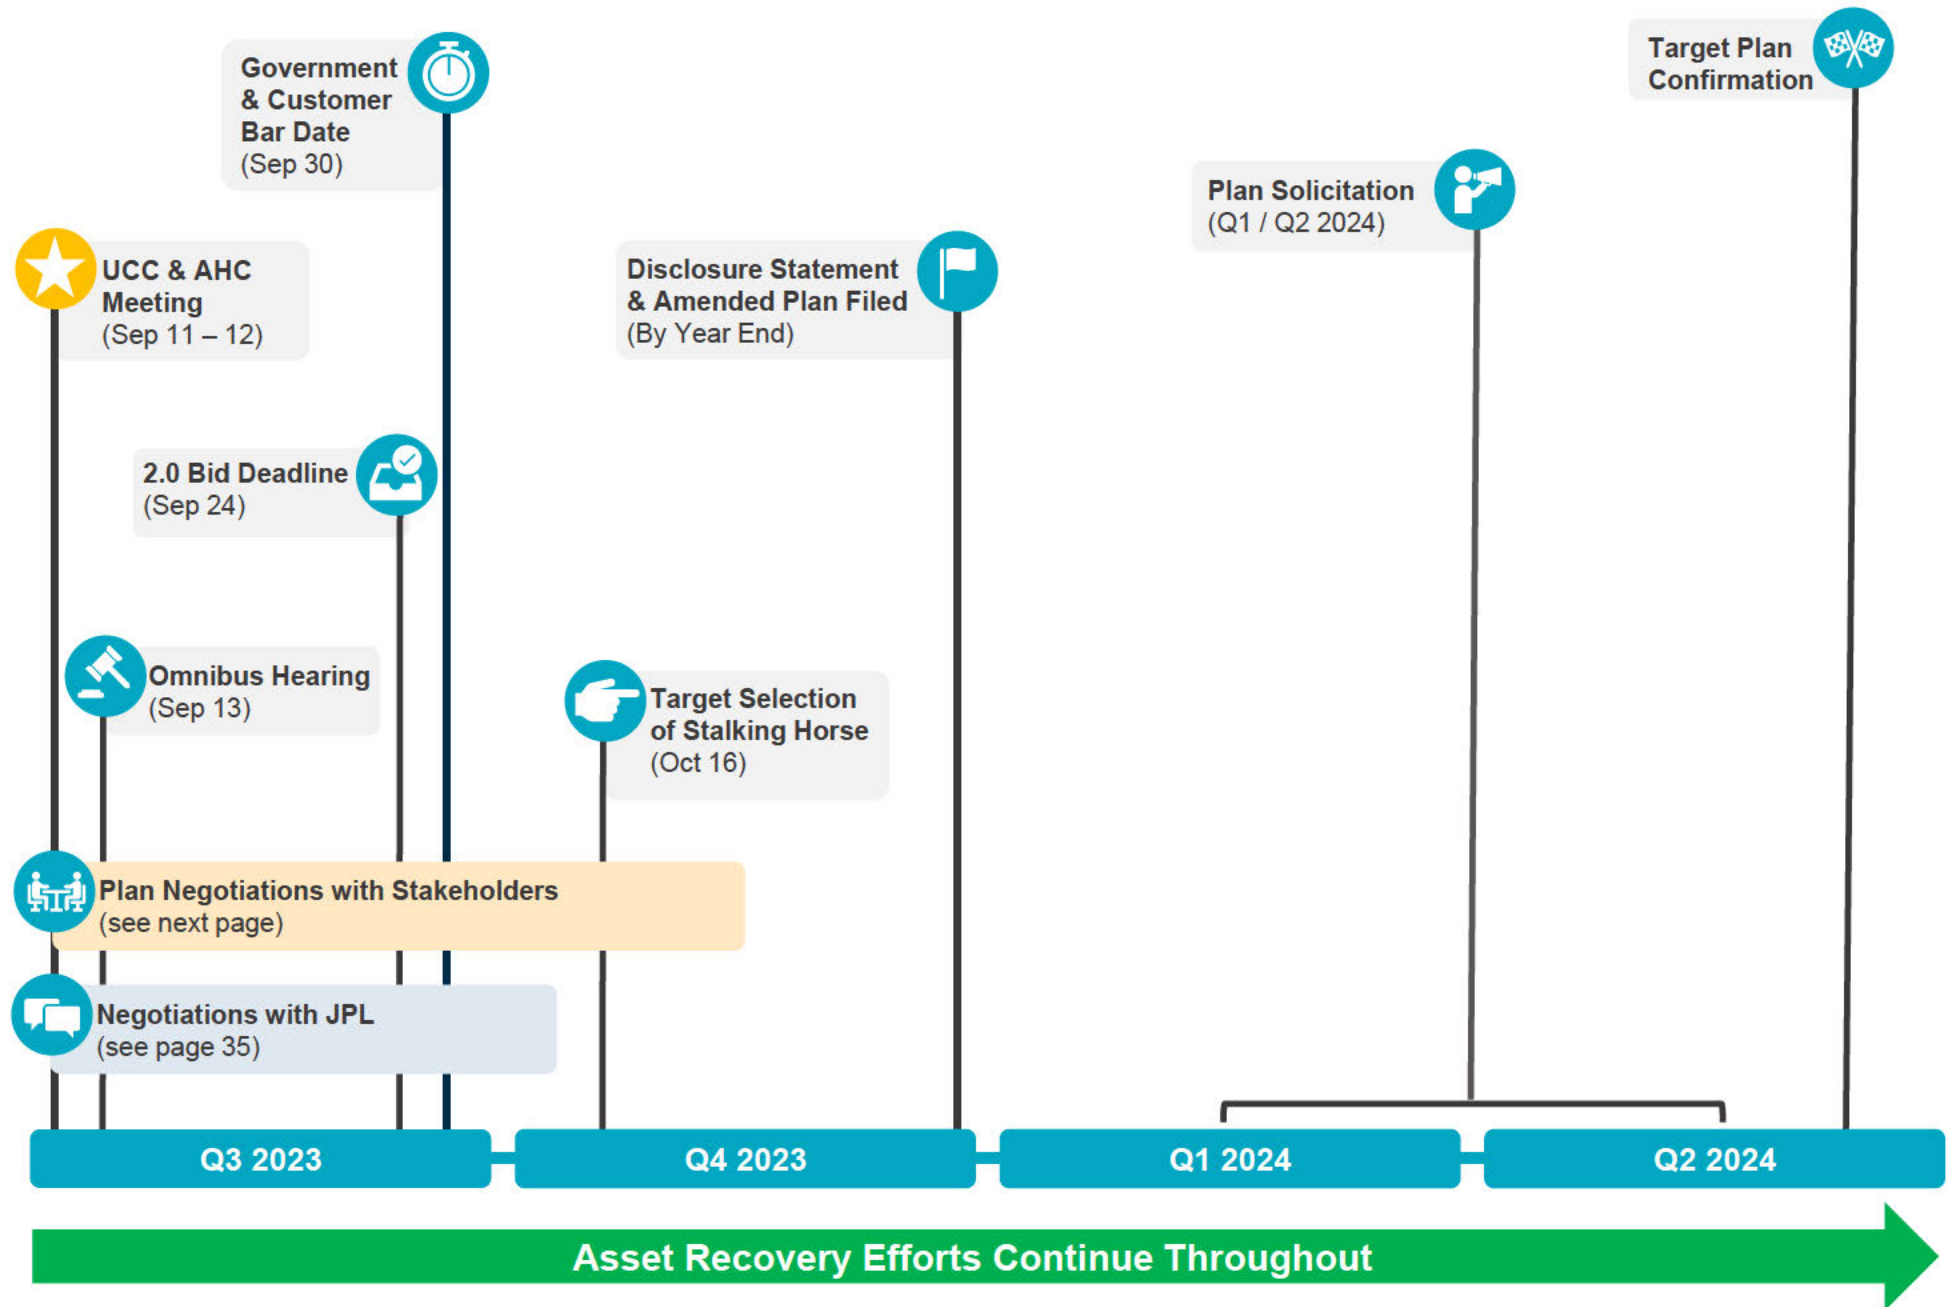 Government
& Customer
Bar Date
(Sep 30)
Target Plan
Confirmation
Plan Solicitation
(Q1 / Q2 2024)
UCC & AHC
Meeting
(Sep 11 – 12)
Disclosure Statement
& Amended Plan Filed
(By Year End)
2.0 Bid Deadline
(Sep 24)
Omnibus Hearing
(Sep 13)
Target Selection
of Stalking Horse
(Oct 16)
Plan Negotiations with Stakeholders
(see next page)
Negotiations with JPL
(see page 35)
Q3 2023
Q4 2023
Q1 2024
Q2 2024
Asset Recovery Efforts Continue Throughout